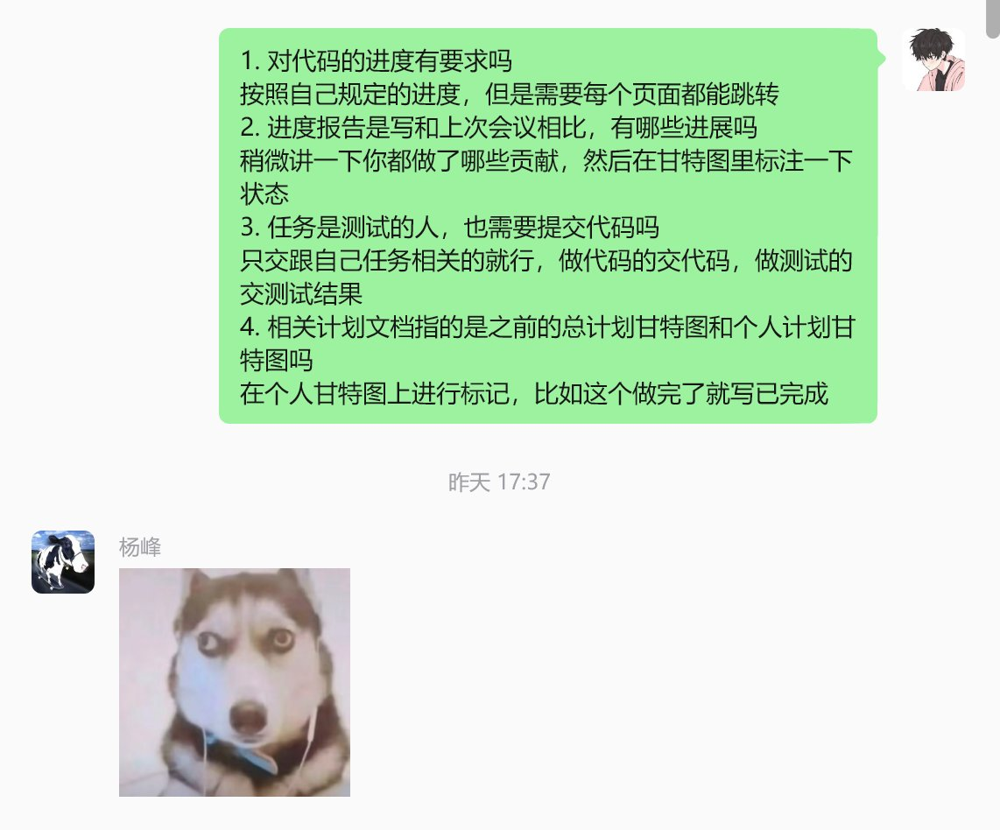 1. 对代码的进度有要求吗
按照自己规定的进度，但是需要每个页面都能跳转
2. 进度报告是写和上次会议相比，有哪些进展吗
稍微讲一下你都做了哪些贡献，然后在甘特图里标注一下
状态
3. 任务是测试的人，也需要提交代码吗
只交跟自己任务相关的就行，做代码的交代码，做测试的
交测试结果
4. 相关计划文档指的是之前的总计划甘特图和个人计划甘
特图吗
在个人甘特图上进行标记，比如这个做完了就写已完成
昨天 17:37
杨峰